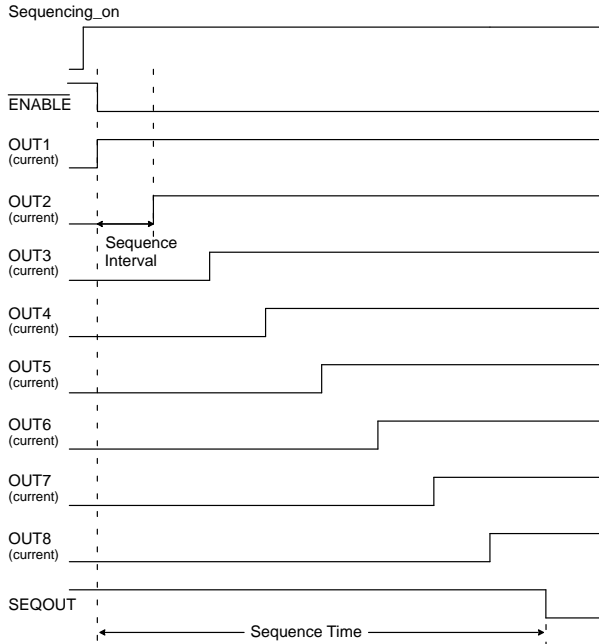 Sequencing_on
ENABLE
OUT1
(current)
OUT2
(current)
Sequence
Interval
OUT3
(current)
OUT4
(current)
OUT5
(current)
OUT6
(current)
OUT7
(current)
OUT8
(current)
SEQOUT
Sequence Time